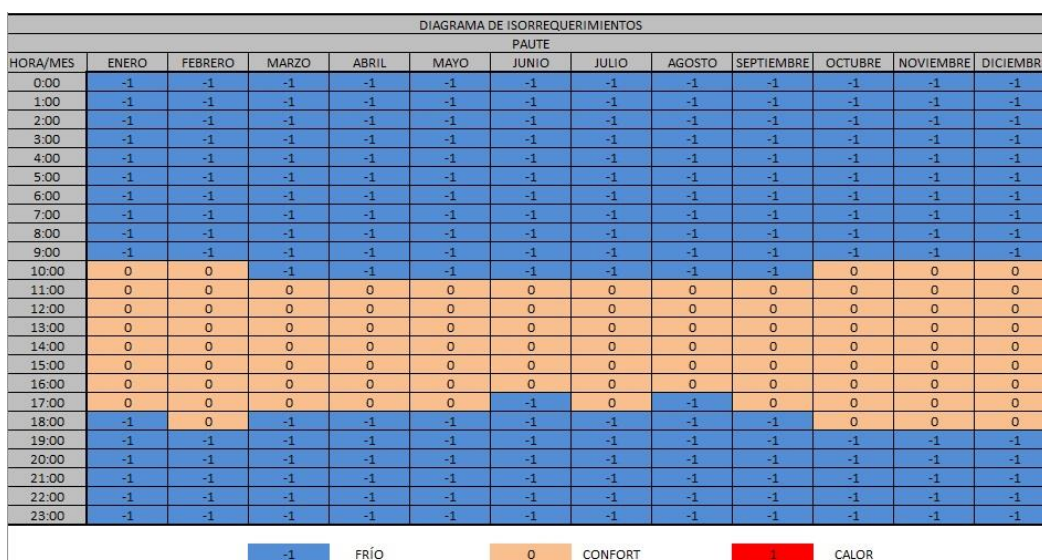 DIAGRAMA DE ISORREQUERIMIENTOS
PAUTE
HORA/MES ENERO FEBRERO MARZO ABRIL MAYO JUNIO JULIO AGOSTO SEPTIEMBRE OCTUBRE NOVIEMBRE DICIEMBR
0:00 -1 -1 -1 -1 -1 -1 -1 -1 -1 -1 -1 -1
1:00 -1 -1 -1 -1 -1 -1 -1 -1 -1 -1 -1 -1
2:00 -1 -1 -1 -1 -1 -1 -1 -1 -1 -1 -1 -1
3:00 -1 -1 -1 -1 -1 -1 -1 -1 -1 -1 -1 -1
4:00 -1 -1 -1 -1 -1 -1 -1 -1 -1 -1 -1 -1
5:00 -1 -1 -1 -1 -1 -1 -1 -1 -1 -1 -1 -1
6:00 -1 -1 -1 -1 -1 -1 -1 -1 -1 -1 -1 -1
7:00 -1 -1 -1 -1 -1 -1 -1 -1 -1 -1 -1 -1
8:00 -1 -1 -1 -1 -1 -1 -1 -1 -1 -1 -1 -1
9:00 -1 -1 -1 -1 -1 -1 -1 -1 -1 -1 -1 -1
10:00 0 0 -1 -1 -1 -1 -1 -1 -1 0 0 0
11:00 0 0 0 0 0 0 0 0 0 0 0 0
12:00 0 0 0 0 0 0 0 0 0 0 0 0
13:00 0 0 0 0 0 0 0 0 0 0 0 0
14:00 0 0 0 0 0 0 0 0 0 0 0 0
15:00 0 0 0 0 0 0 0 0 0 0 0 0
16:00 0 0 0 0 0 0 0 0 0 0 0 0
17:00 0 0 0 0 0 -1 0 -1 0 0 0 0
18:00 -1 0 -1 -1 -1 -1 -1 -1 -1 0 0 0
19:00 -1 -1 -1 -1 -1 -1 -1 -1 -1 -1 -1 -1
20:00 -1 -1 -1 -1 -1 -1 -1 -1 -1 -1 -1 -1
21:00 -1 -1 -1 -1 -1 -1 -1 -1 -1 -1 -1 -1
22:00 -1 -1 -1 -1 -1 -1 -1 -1 -1 -1 -1 -1
23:00 -1 -1 -1 -1 -1 -1 -1 -1 -1 -1 -1 -1
-1 FRÍO 0 CONFORT 1 CALOR